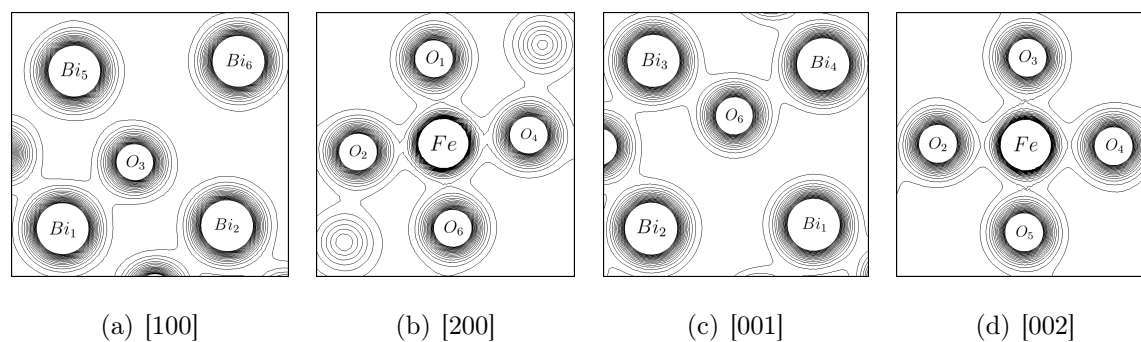 Bi₅ Bi₆ O₃ Bi₁ Bi₂
O₁ O₂ Fe O₄ O₆
Bi₃ Bi₄ O₆ Bi₂ Bi₁
O₃ O₂ Fe O₄ O₅
(a) [100] (b) [200] (c) [001] (d) [002]